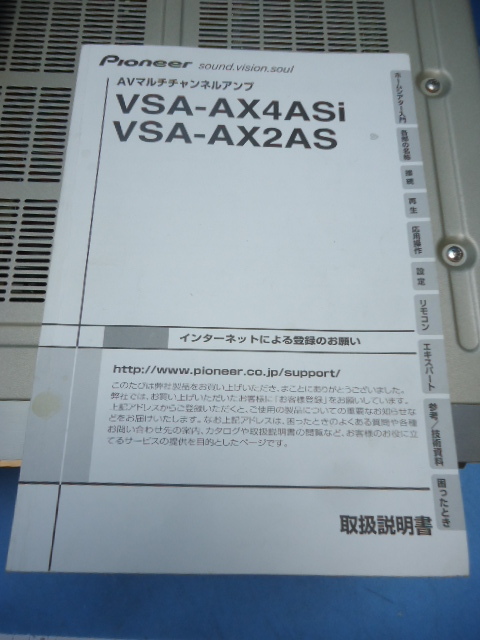 Pioneer sound.vision.soul
AVマルチチャンネルアンプ
VSA-AX4ASi
VSA-AX2AS
インターネットによる登録のお願い
http://www.pioneer.co.jp/support/
このたびは弊社製品をお買い上げいただき、まことにありがとうございました。
弊社では、お買い上げいただいたお客様に「お客様登録」をお願いしています。
上記アドレスからご登録いただくと、ご使用の製品についての重要なお知らせな
どをお届けいたします。なお上記アドレスは、困ったときのよくある質問や各種
お問い合わせ先の案内、カタログや取扱説明書の閲覧など、お客様のお役に立
てるサービスの提供を目的としたページです。
取扱説明書
ホームシアター入門
各部の名称
接続
再生
応用操作
設定
リモコン
エキスパート
参考/技術資料
困ったとき